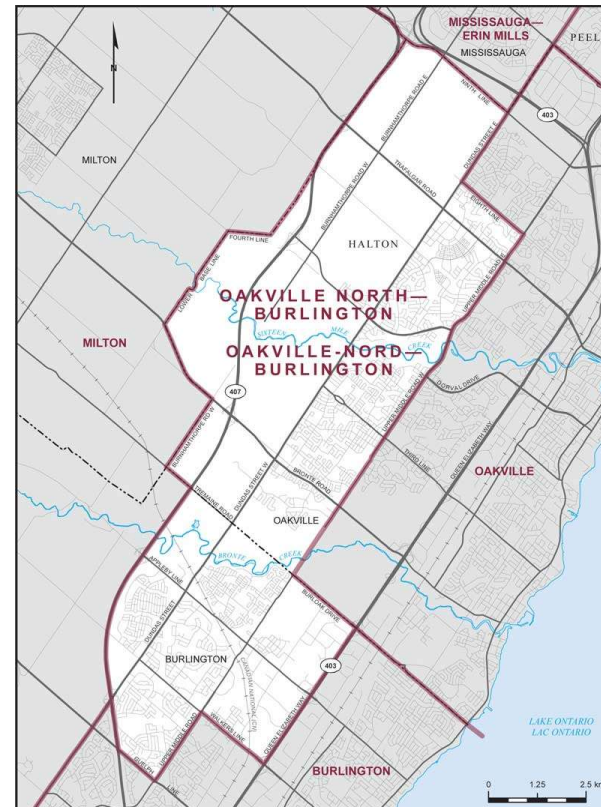 MISSISSAUGA—
ERIN MILLS
MISSISSAUGA
PEEL
N
NINTH LINE
403
BURNHAMTHORPE ROAD E
DUNDAS STREET E
MILTON
TRAFALGAR ROAD
EIGHTH LINE
BURNHAMTHORPE ROAD W
FOURTH LINE
HALTON
UPPER MIDDLE ROAD E
LOWER BASE LINE
OAKVILLE NORTH—
BURLINGTON
SIXTEEN MILE CREEK
OAKVILLE-NORD—
BURLINGTON
MILTON
DORVAL DRIVE
407
UPPER MIDDLE ROAD W
QUEEN ELIZABETH WAY
BURNHAMTHORPE RD W
THIRD LINE
OAKVILLE
BRONTE ROAD
DUNDAS STREET W
TREMAINE ROAD
OAKVILLE
BRONTE CREEK
APPLEBY LINE
BURLOAK DRIVE
DUNDAS STREET
BURLINGTON
403
CANADIAN NATIONAL (CN)
WALKERS LINE
QUEEN ELIZABETH WAY
UPPER MIDDLE ROAD
GUELPH LINE
LAKE ONTARIO
LAC ONTARIO
BURLINGTON
0 1.25 2.5 km